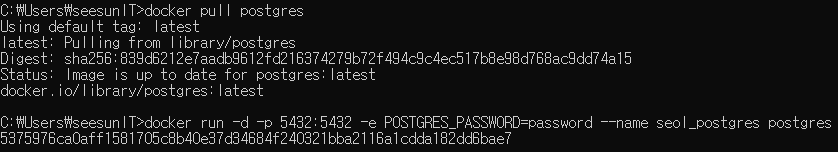 C:₩Users₩seesunIT>docker pull postgres
Using default tag: latest
latest: Pulling from library/postgres
Digest: sha256:839d6212e7aadb9612fd216374279b72f494c9c4ec517b8e98d768ac9dd74a15
Status: Image is up to date for postgres:latest
docker.io/library/postgres:latest
C:₩Users₩seesunIT>docker run -d -p 5432:5432 -e POSTGRES_PASSWORD=password --name seol_postgres postgres
5375976ca0aff1581705c8b40e37d34684f240321bba2116a1cdda182dd6bae7